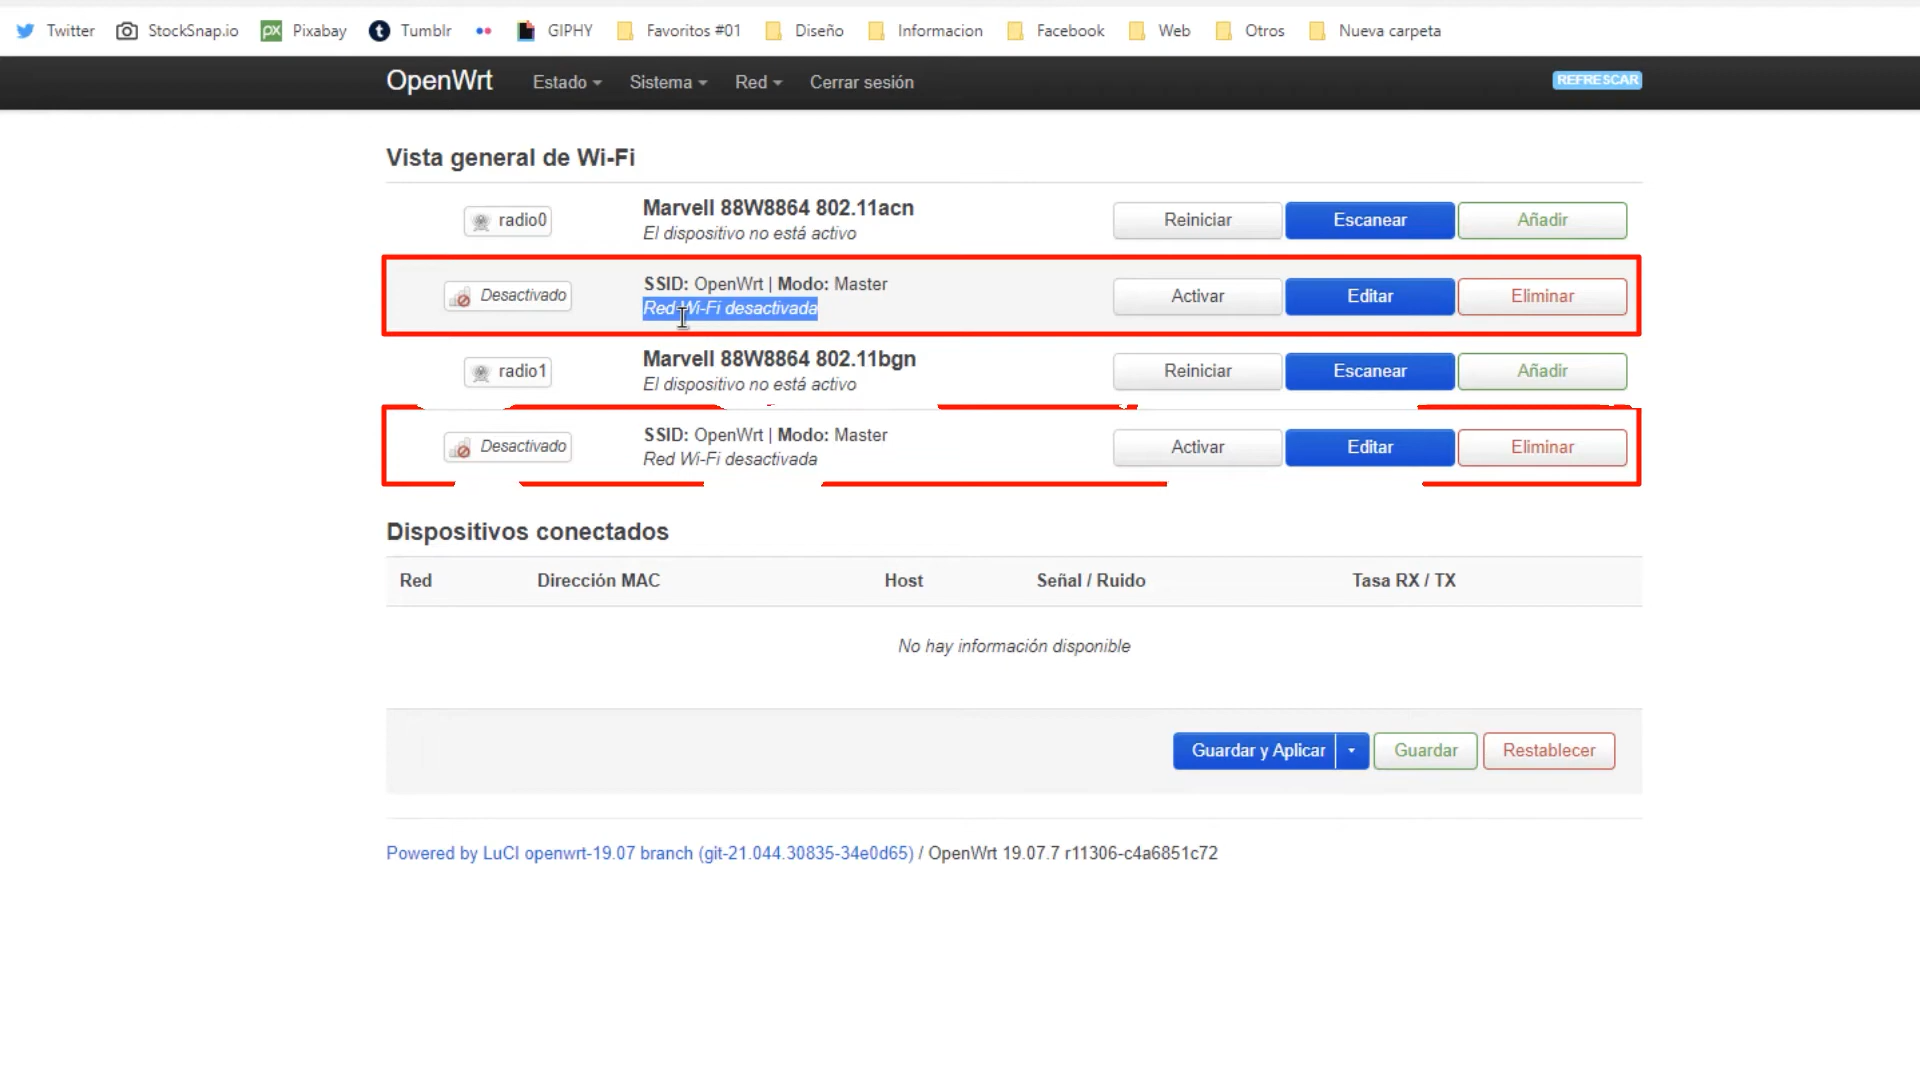 Twitter StockSnap.io Pixabay Tumblr GIPHY Favoritos #01 Diseño Informacion Facebook Web Otros Nueva carpeta
OpenWrt Estado Sistema Red Cerrar sesión REFRESCAR
Vista general de Wi-Fi
radio0 Marvell 88W8864 802.11acn Reiniciar Escanear Añadir
El dispositivo no está activo
Desactivado SSID: OpenWrt | Modo: Master Activar Editar Eliminar
Red Wi-Fi desactivada
radio1 Marvell 88W8864 802.11bgn Reiniciar Escanear Añadir
El dispositivo no está activo
Desactivado SSID: OpenWrt | Modo: Master Activar Editar Eliminar
Red Wi-Fi desactivada
Dispositivos conectados
Red Dirección MAC Host Señal / Ruido Tasa RX / TX
No hay información disponible
Guardar y Aplicar Guardar Restablecer
Powered by LuCI openwrt-19.07 branch (git-21.044.30835-34e0d65) / OpenWrt 19.07.7 r11306-c4a6851c72